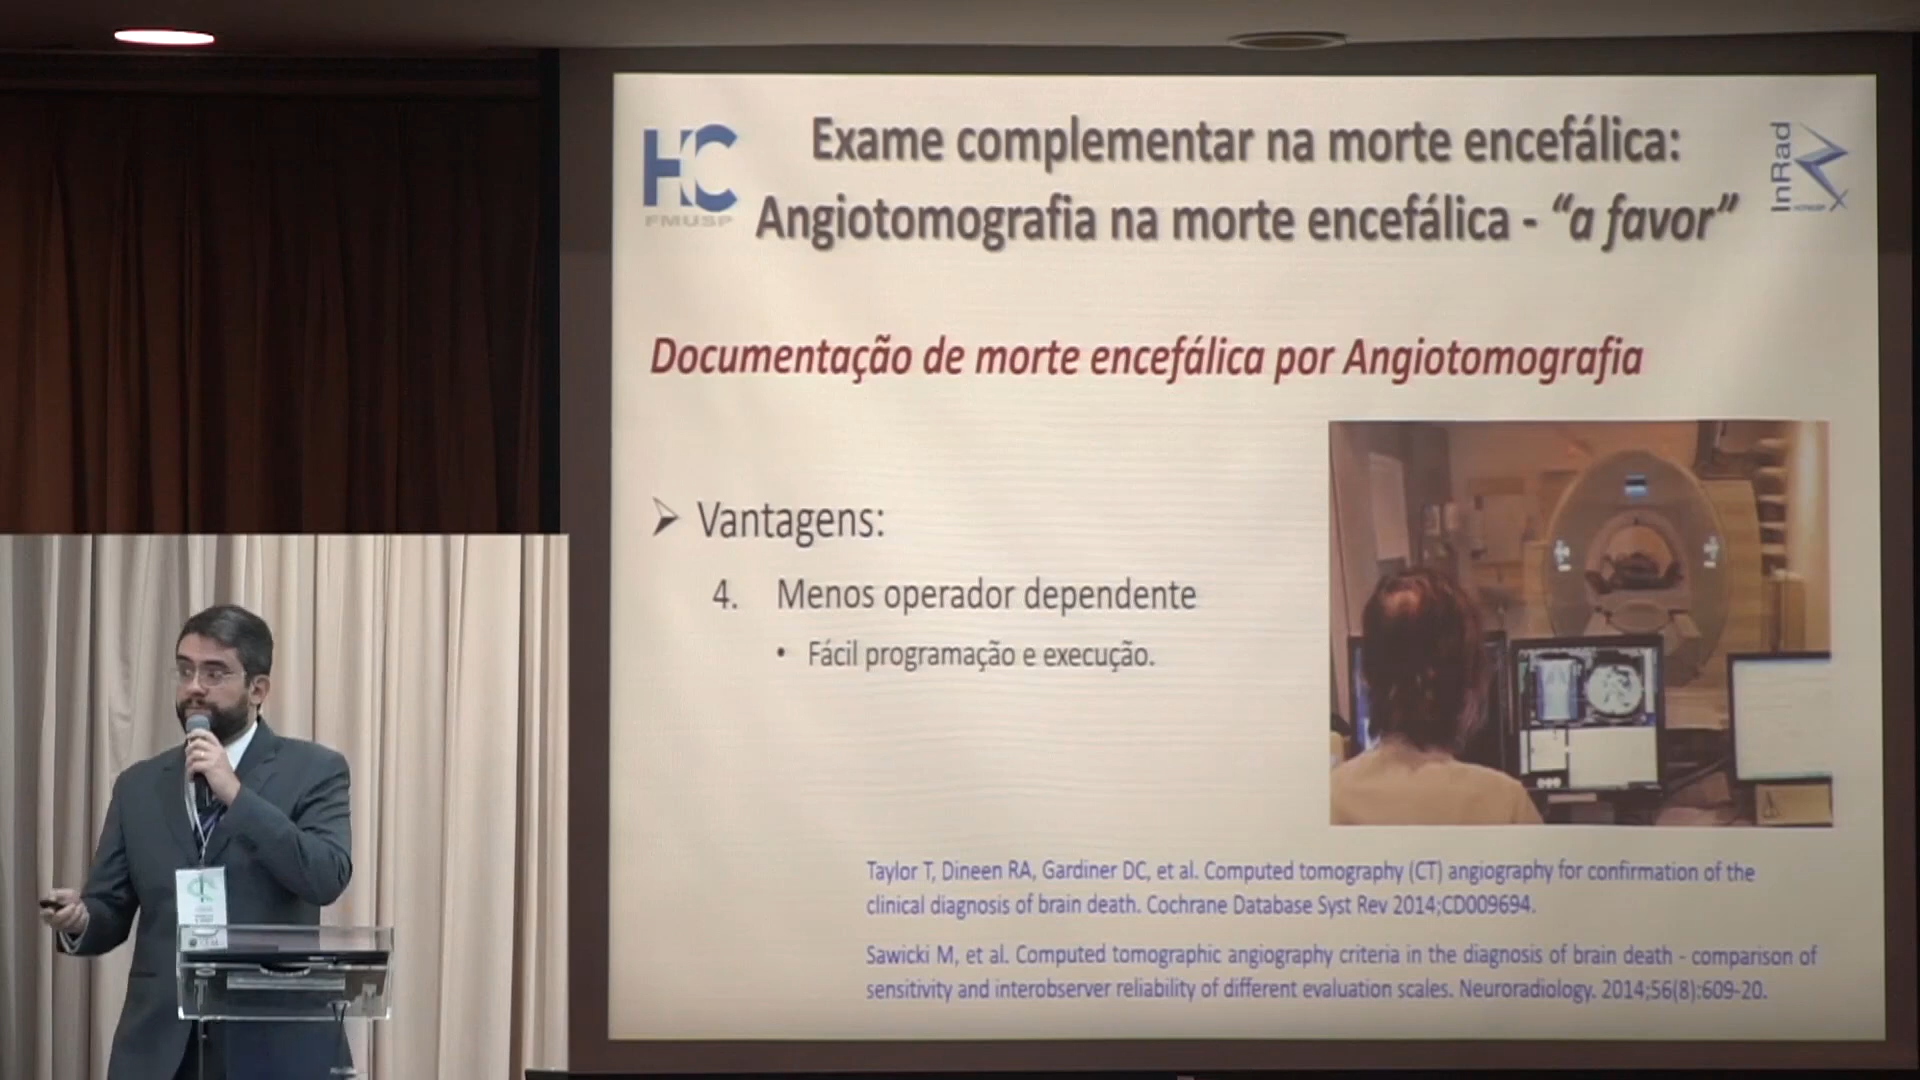 HC
FMUSP
Exame complementar na morte encefálica:
Angiotomografia na morte encefálica - “a favor”
InRad
Documentação de morte encefálica por Angiotomografia
Vantagens:
4. Menos operador dependente
• Fácil programação e execução.
Taylor T, Dineen RA, Gardiner DC, et al. Computed tomography (CT) angiography for confirmation of the
clinical diagnosis of brain death. Cochrane Database Syst Rev 2014;CD009694.
Sawicki M, et al. Computed tomographic angiography criteria in the diagnosis of brain death - comparison of
sensitivity and interobserver reliability of different evaluation scales. Neuroradiology. 2014;56(8):609-20.